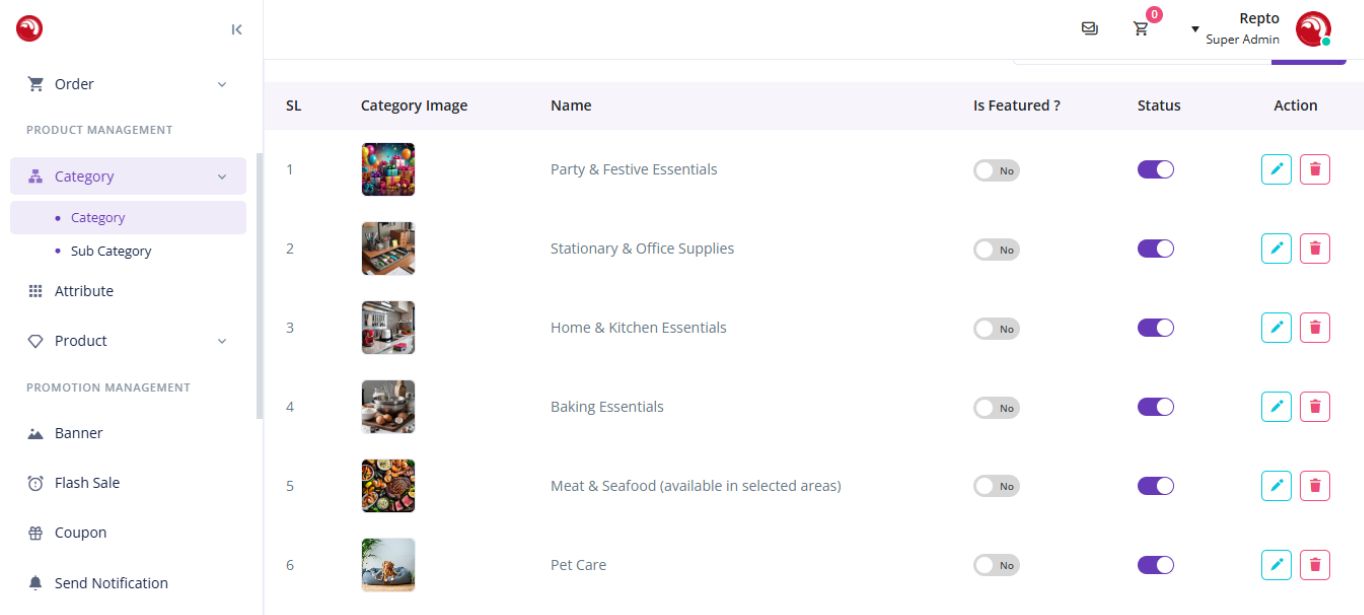 0
Repto
Super Admin
Order
PRODUCT MANAGEMENT
Category
Category
Sub Category
Attribute
Product
PROMOTION MANAGEMENT
Banner
Flash Sale
Coupon
Send Notification
SL Category Image Name Is Featured ? Status Action
1 Party & Festive Essentials No
2 Stationary & Office Supplies No
3 Home & Kitchen Essentials No
4 Baking Essentials No
5 Meat & Seafood (available in selected areas) No
6 Pet Care No